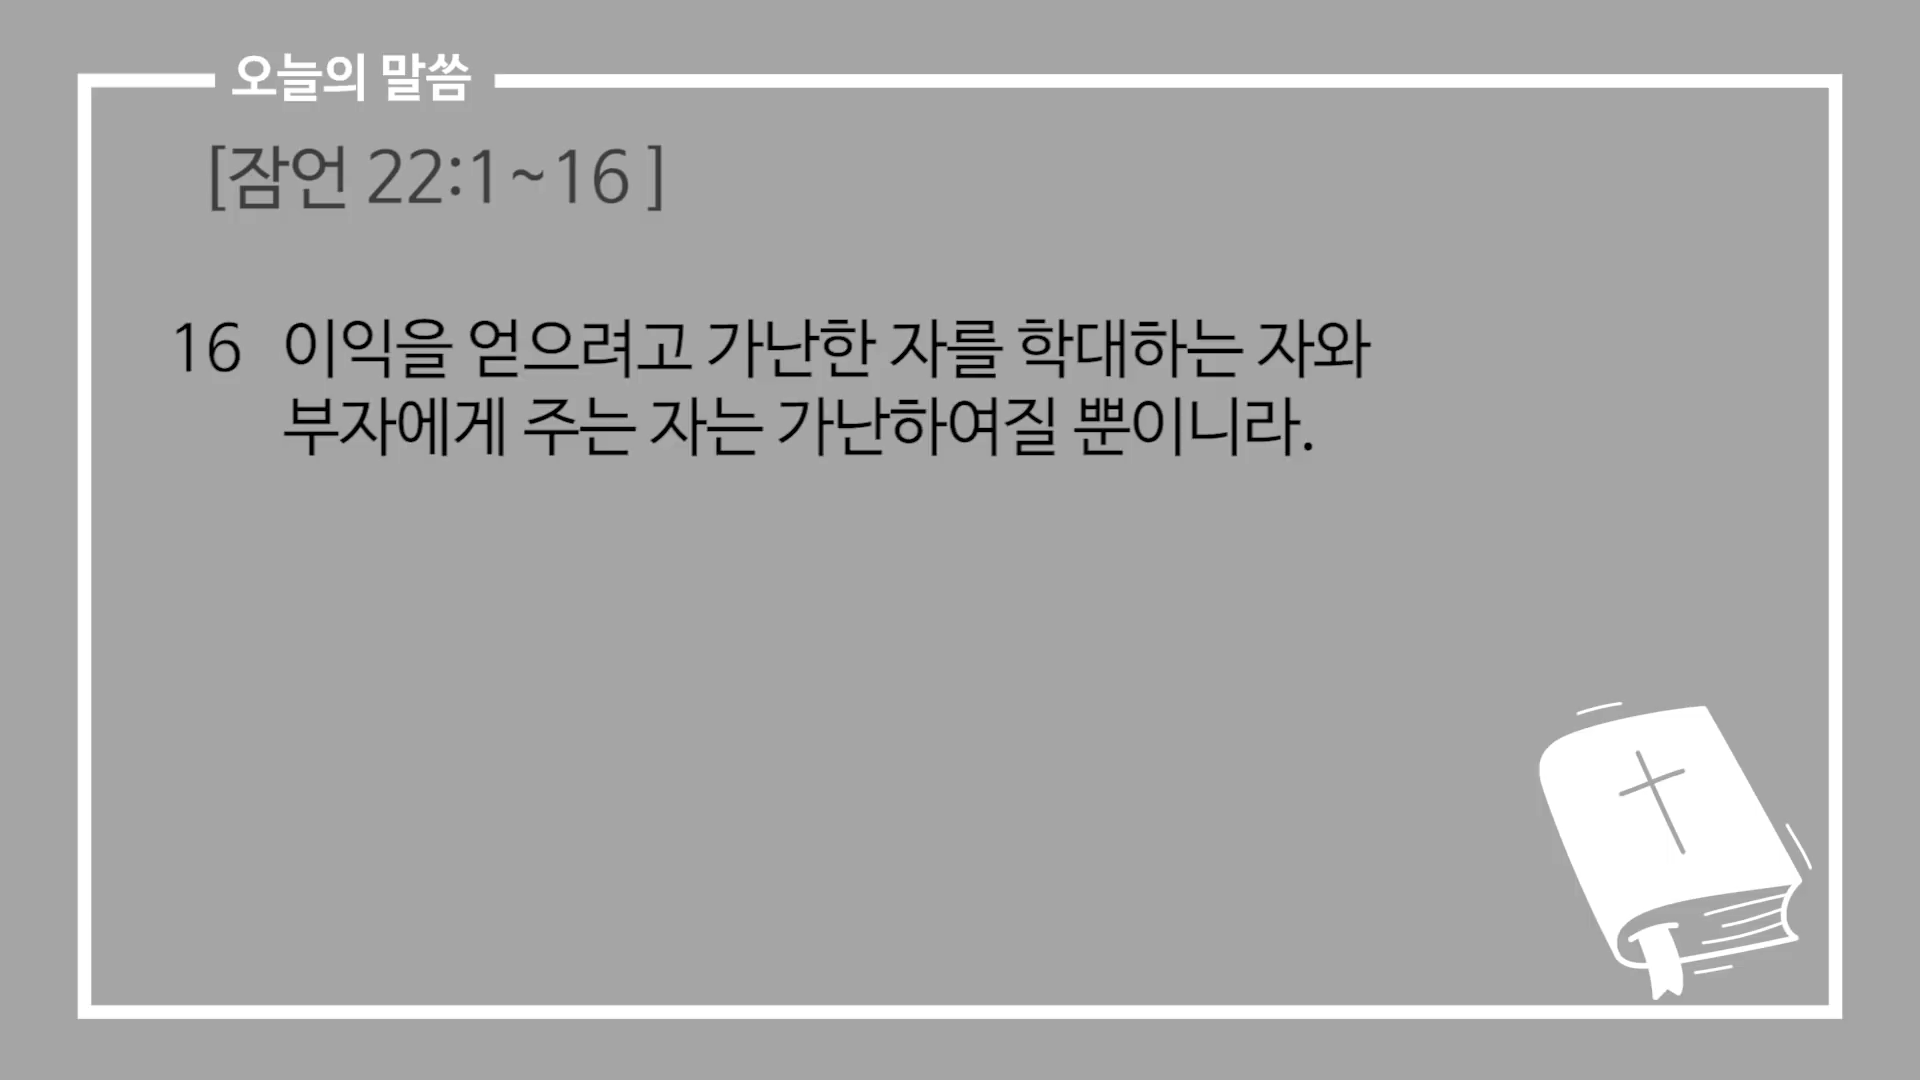 오늘의 말씀
[잠언 22:1~16 ]
16 이익을 얻으려고 가난한 자를 학대하는 자와
부자에게 주는 자는 가난하여질 뿐이니라.